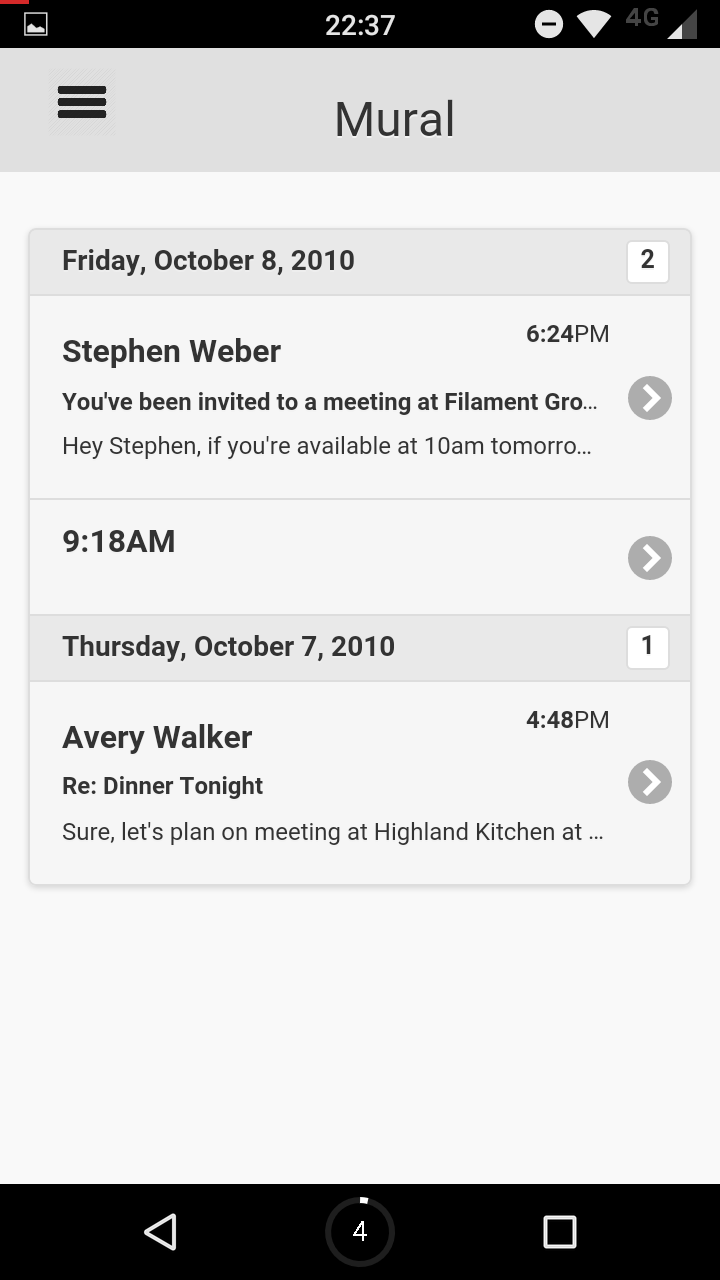 22:37
4G
Mural
Friday, October 8, 2010
2
6:24PM
Stephen Weber
You've been invited to a meeting at Filament Gro...
Hey Stephen, if you're available at 10am tomorro...
9:18AM
Thursday, October 7, 2010
1
4:48PM
Avery Walker
Re: Dinner Tonight
Sure, let's plan on meeting at Highland Kitchen at ...
4